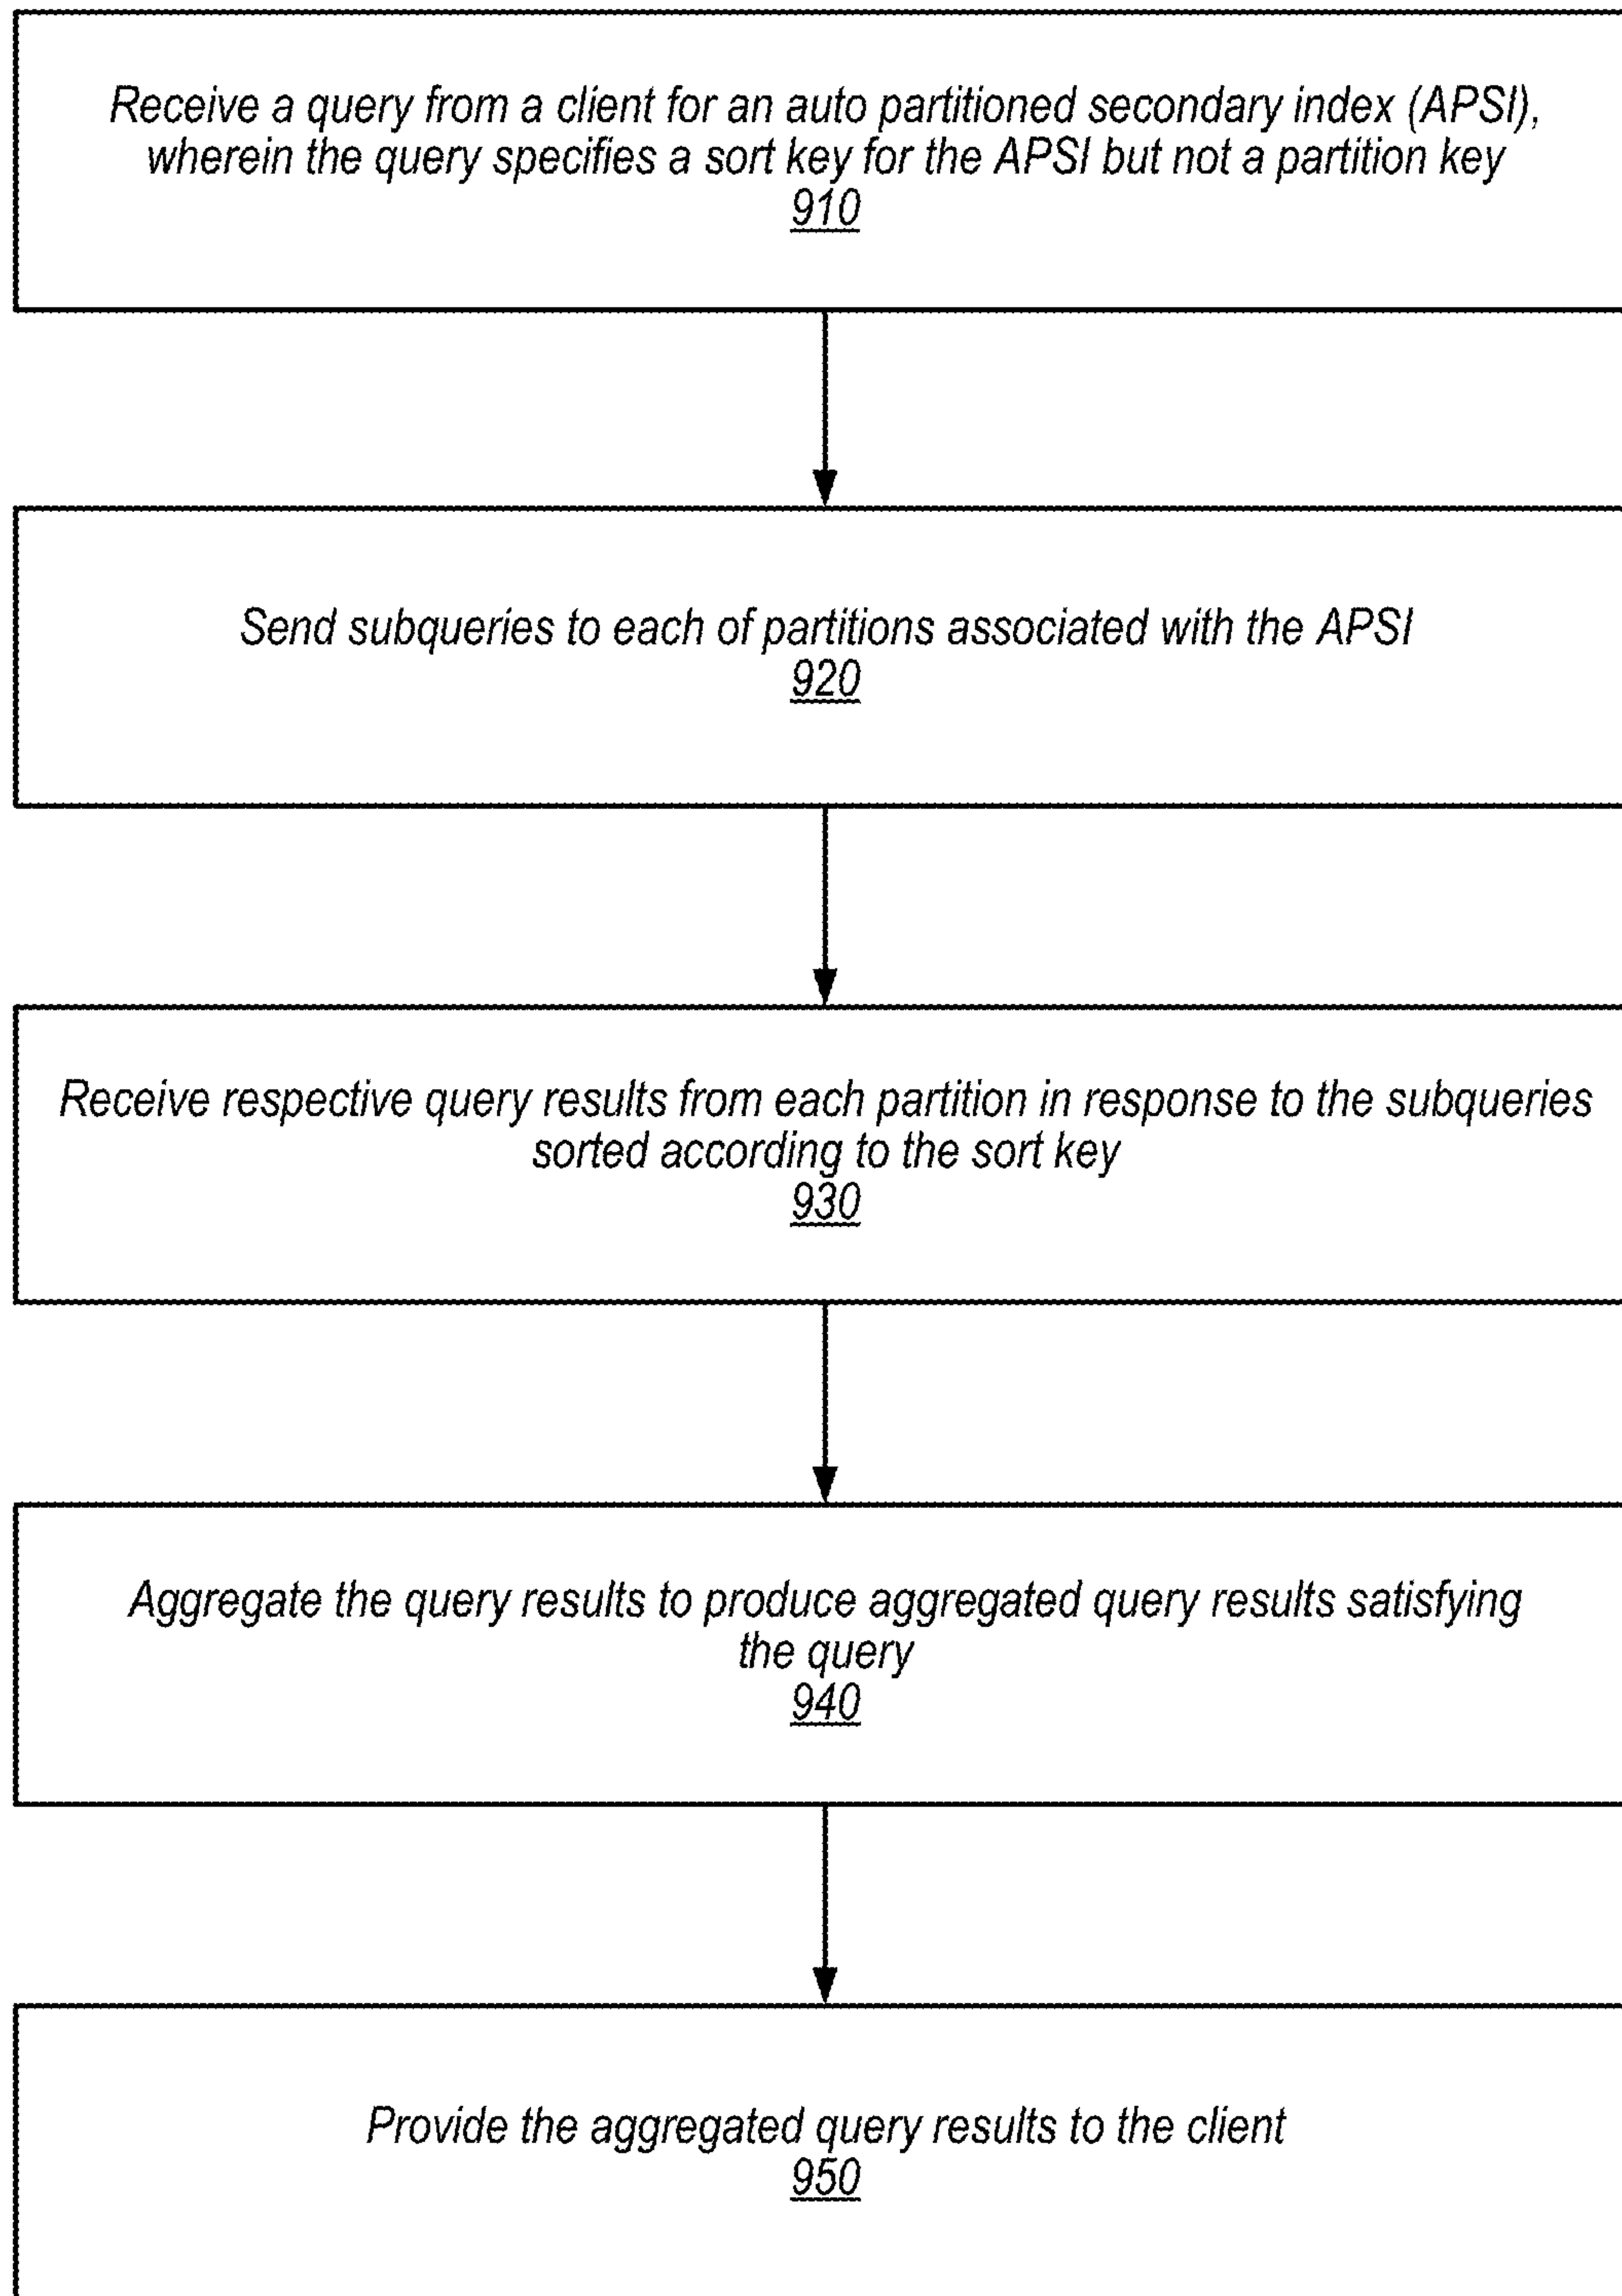 Receive a query from a client for an auto partitioned secondary index (APSI),
wherein the query specifies a sort key for the APSI but not a partition key
910
Send subqueries to each of partitions associated with the APSI
920
Receive respective query results from each partition in response to the subqueries
sorted according to the sort key
930
Aggregate the query results to produce aggregated query results satisfying
the query
940
Provide the aggregated query results to the client
950